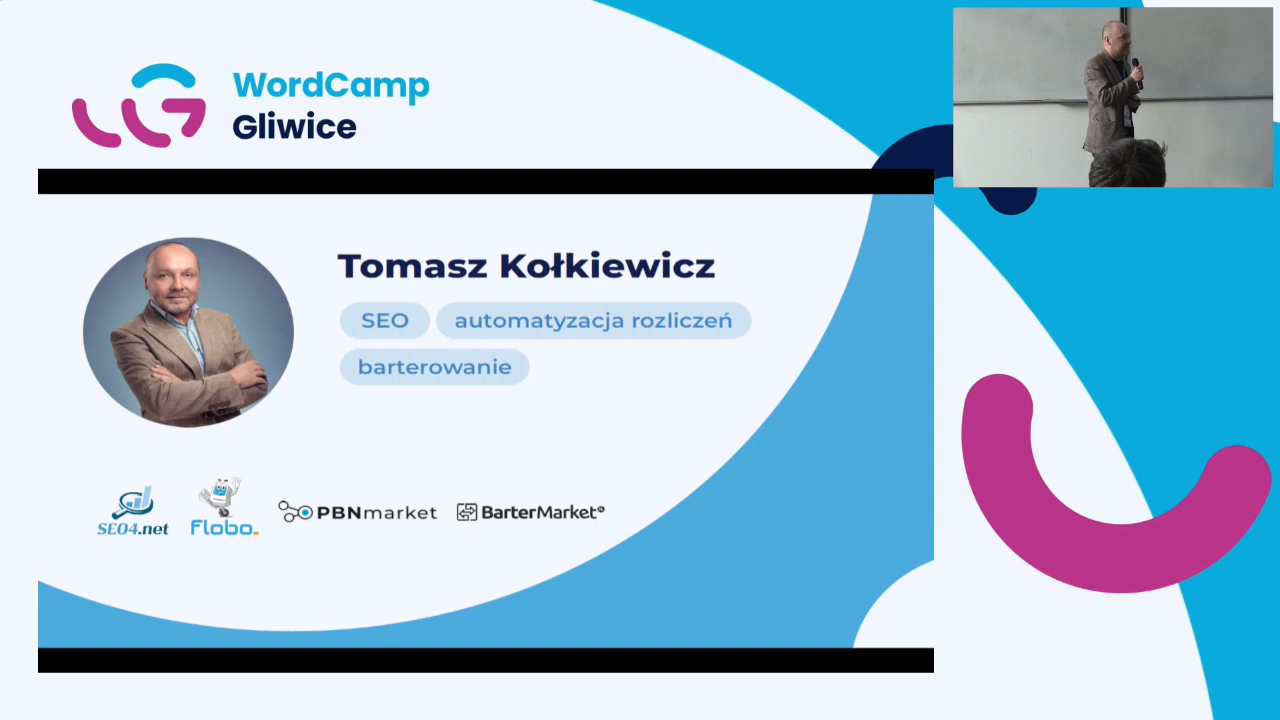 WordCamp
Gliwice
Tomasz Kołkiewicz
SEO automatyzacja rozliczeń
barterowanie
SEO4.net Flobo. PBNmarket BarterMarket